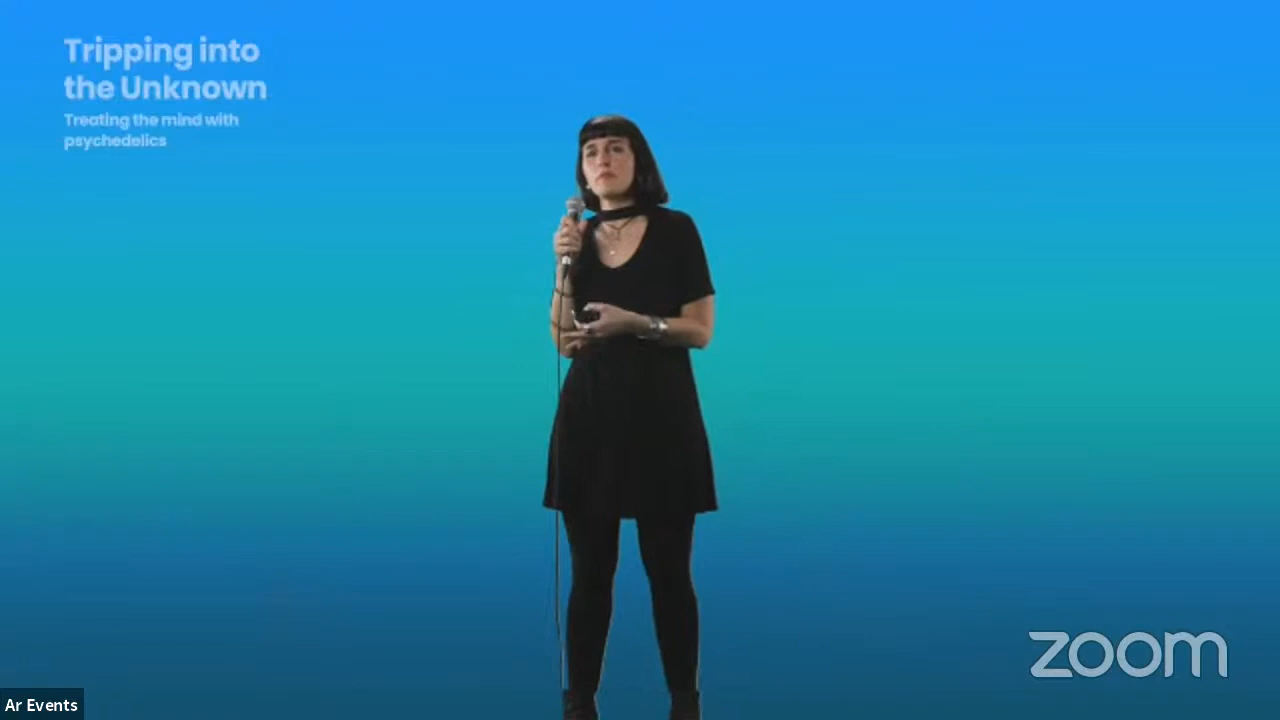 Tripping into
the Unknown
Treating the mind with
psychedelics
zoom
Ar Events